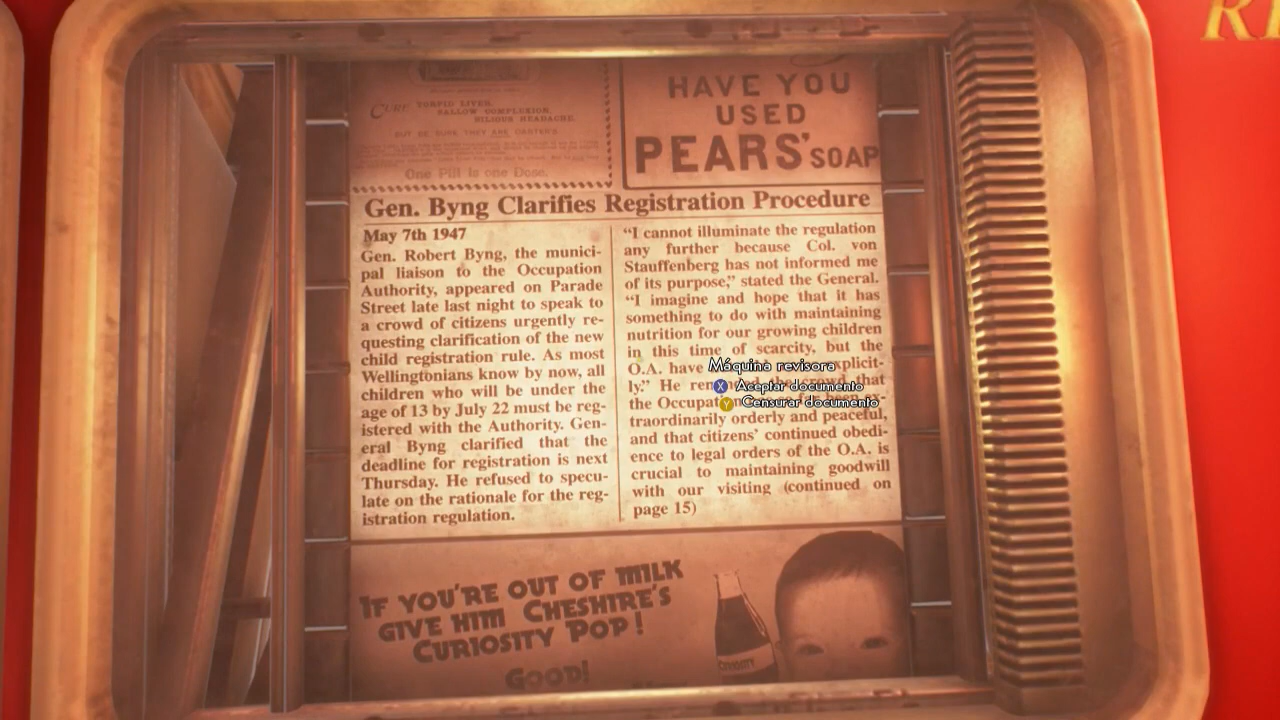 CURE TORPID LIVER,
SALLOW COMPLEXION,
BILIOUS HEADACHE.
BUT BE SURE THEY ARE CARTER'S
One Pill is one Dose.
HAVE YOU
USED
PEARS' SOAP
RE
Gen. Byng Clarifies Registration Procedure
May 7th 1947
Gen. Robert Byng, the munici-
pal liaison to the Occupation
Authority, appeared on Parade
Street late last night to speak to
a crowd of citizens urgently re-
questing clarification of the new
child registration rule. As most
Wellingtonians know by now, all
children who will be under the
age of 13 by July 22 must be reg-
istered with the Authority. Gen-
eral Byng clarified that the
deadline for registration is next
Thursday. He refused to specu-
late on the rationale for the reg-
istration regulation.
“I cannot illuminate the regulation
any further because Col. von
Stauffenberg has not informed me
of its purpose,” stated the General.
“I imagine and hope that it has
something to do with maintaining
nutrition for our growing children
in this time of scarcity, but the
O.A. have explicit-
ly.” He the crowd that
the been ex-
traordinarily orderly and peaceful,
and that citizens’ continued obedi-
ence to legal orders of the O.A. is
crucial to maintaining goodwill
with our visiting (continued on
page 15)
Máquina revisora
X Aceptar documento
Y Censurar documento
IF YOU'RE OUT OF MILK
GIVE HIM CHESHIRE'S
CURIOSITY POP!
GOOD!
CURIOSITY